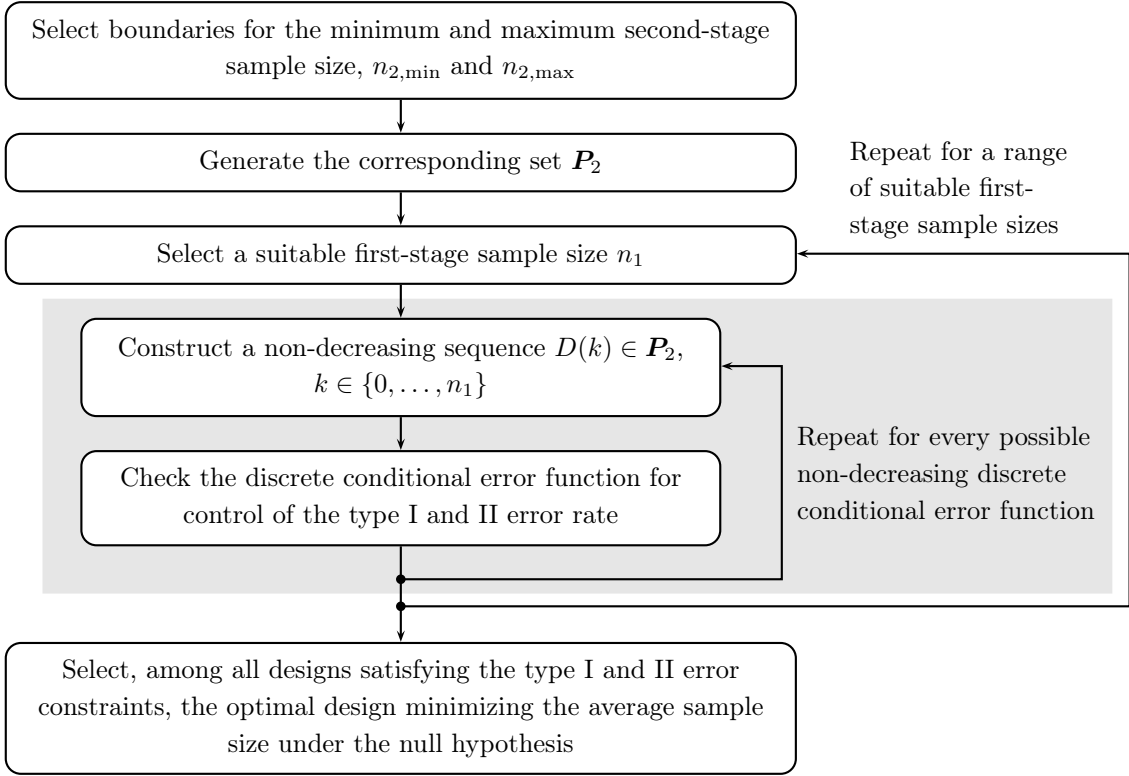 Select boundaries for the minimum and maximum second-stage
sample size, n₂,min and n₂,max
Generate the corresponding set P₂
Repeat for a range
of suitable first-
stage sample sizes
Select a suitable first-stage sample size n₁
Construct a non-decreasing sequence D(k) ∈ P₂,
k ∈ {0, . . . , n₁}
Repeat for every possible
non-decreasing discrete
conditional error function
Check the discrete conditional error function for
control of the type I and II error rate
Select, among all designs satisfying the type I and II error
constraints, the optimal design minimizing the average sample
size under the null hypothesis